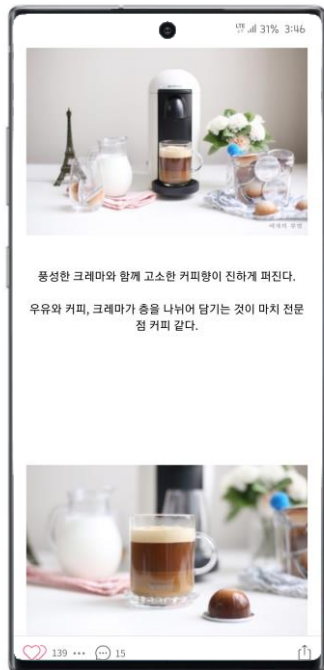 LTE 31% 3:46
풍성한 크레마와 함께 고소한 커피향이 진하게 퍼진다.
우유와 커피, 크레마가 층을 나뉘어 담기는 것이 마치 전문
점 커피 같다.
139 ••• 15